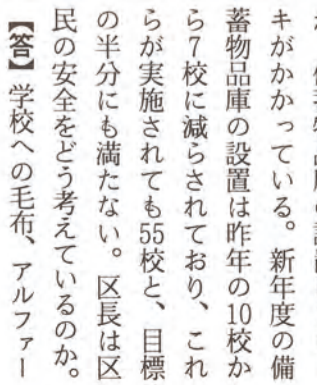 キがかかっている。新年度の備
蓄物品庫の設置は昨年の10校か
ら7校に減らされており、これ
らが実施されても55校と、目標
の半分にも満たない。区長は区
民の安全をどう考えているのか。
【答】学校への毛布、アルファー